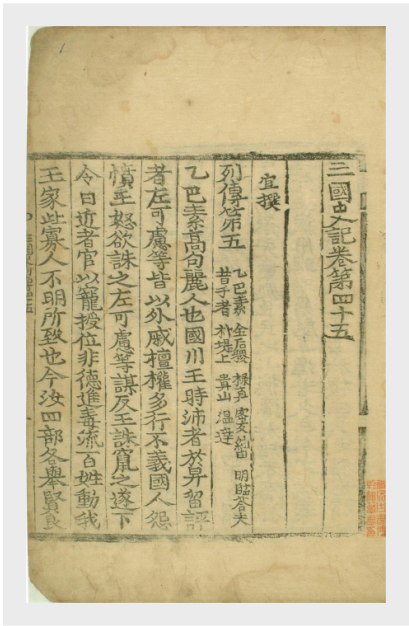 三國史記卷第四十五
宜撰
列傳第五 乙巴素 金后稷 祿眞 密友紐由 明臨荅夫
昔于老 朴堤上 貴山 溫達
乙巴素高句麗人也國川王時沛者於畀留評
者左可慮等皆以外戚擅權多行不義國人怨
憤王怒欲誅之左可慮等謀反王誅竄之遂下
令曰近者官以寵授位非德進毒流百姓動我
王家此寡人不明所致也今汝四部各舉賢良